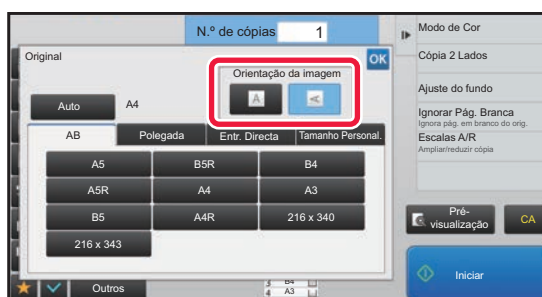 N.º de cópias 1
Original
OK
Orientação da imagem
A A
Auto A4
AB Polegada Entr. Directa Tamanho Personal.
A5 B5R B4
A5R A4 A3
B5 A4R 216 x 340
216 x 343
Outros
3 B4
4 A3
Modo de Cor
Cópia 2 Lados
Ajuste do fundo
Ignorar Pág. Branca
Ignora pág. em branco do orig.
Escalas A/R
Ampliar/reduzir cópia
Pré-
visualização
CA
Iniciar